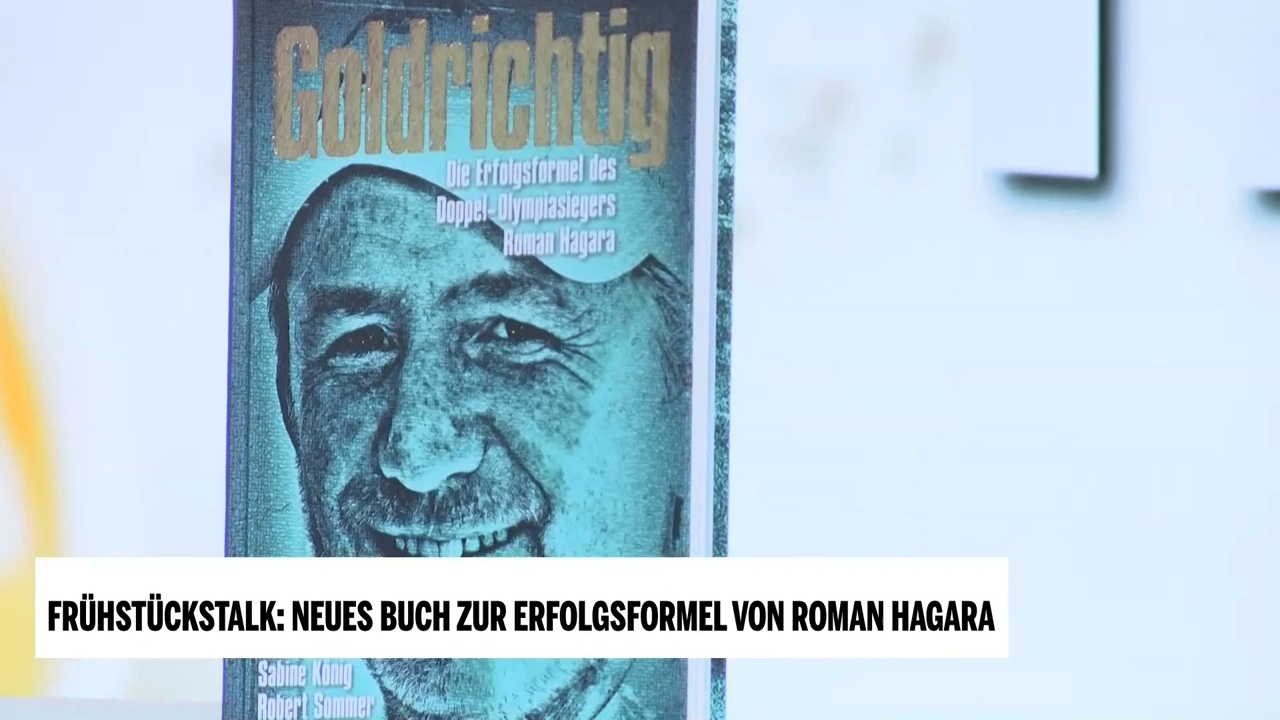 Goldrichtig
Die Erfolgsformel des
Doppel-Olympiasiegers
Roman Hagara
FRÜHSTÜCKSTALK: NEUES BUCH ZUR ERFOLGSFORMEL VON ROMAN HAGARA
Sabine König
Robert Sommer